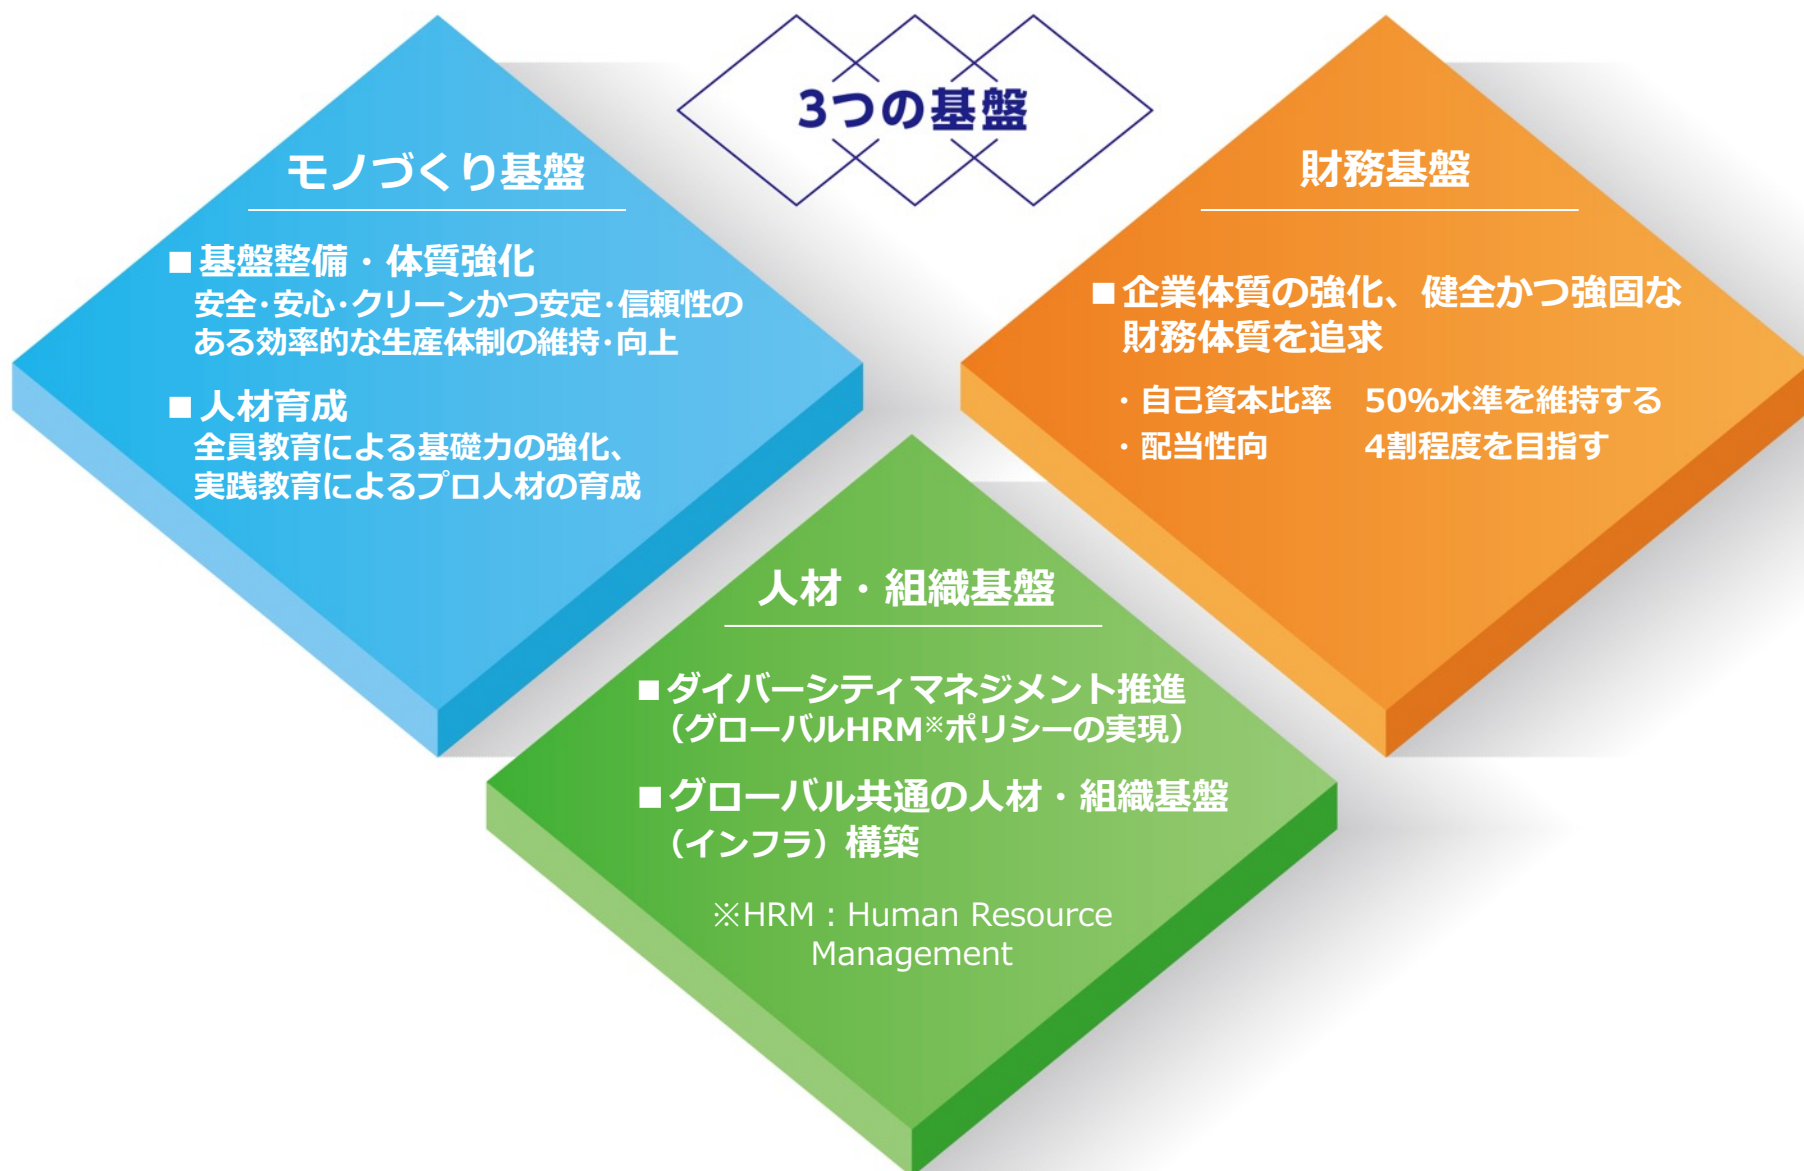 3つの基盤
モノづくり基盤
■基盤整備・体質強化
安全・安心・クリーンかつ安定・信頼性の
ある効率的な生産体制の維持・向上
■人材育成
全員教育による基礎力の強化、
実践教育によるプロ人材の育成
財務基盤
■企業体質の強化、健全かつ強固な
財務体質を追求
・自己資本比率　50%水準を維持する
・配当性向　4割程度を目指す
人材・組織基盤
■ダイバーシティマネジメント推進
（グローバルHRM※ポリシーの実現）
■グローバル共通の人材・組織基盤
（インフラ）構築
※HRM：Human Resource
Management